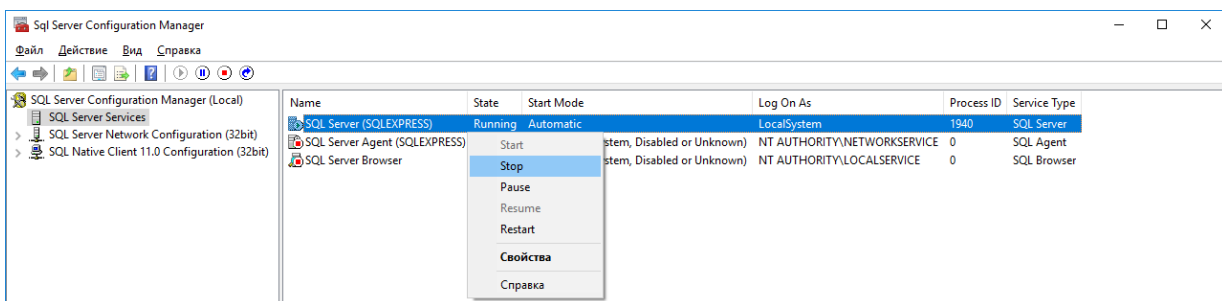 Sql Server Configuration Manager
Файл Действие Вид Справка
SQL Server Configuration Manager (Local)
SQL Server Services
SQL Server Network Configuration (32bit)
SQL Native Client 11.0 Configuration (32bit)
Name State Start Mode Log On As Process ID Service Type
SQL Server (SQLEXPRESS) Running Automatic LocalSystem 1940 SQL Server
SQL Server Agent (SQLEXPRESS) stem, Disabled or Unknown) NT AUTHORITY\NETWORKSERVICE 0 SQL Agent
SQL Server Browser stem, Disabled or Unknown) NT AUTHORITY\LOCALSERVICE 0 SQL Browser
Start
Stop
Pause
Resume
Restart
Свойства
Справка